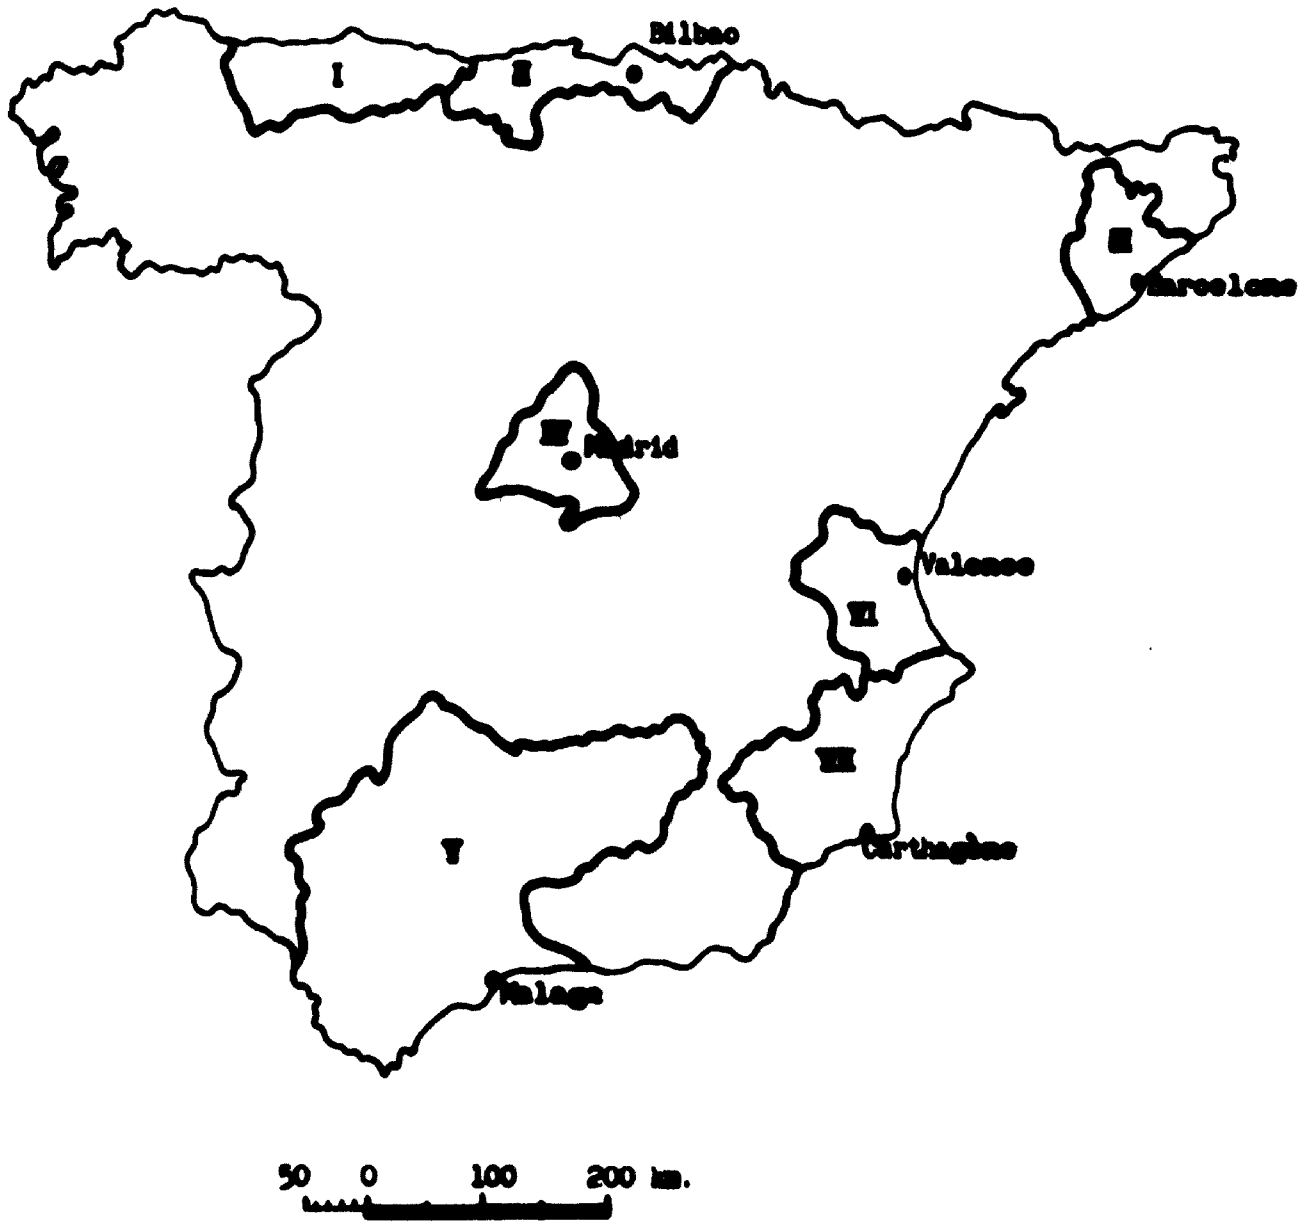 Bilbao
I
II
III
Barcelone
IV
Madrid
Valence
VI
VII
Carthagène
V
Malaga
50 0 100 200 km.